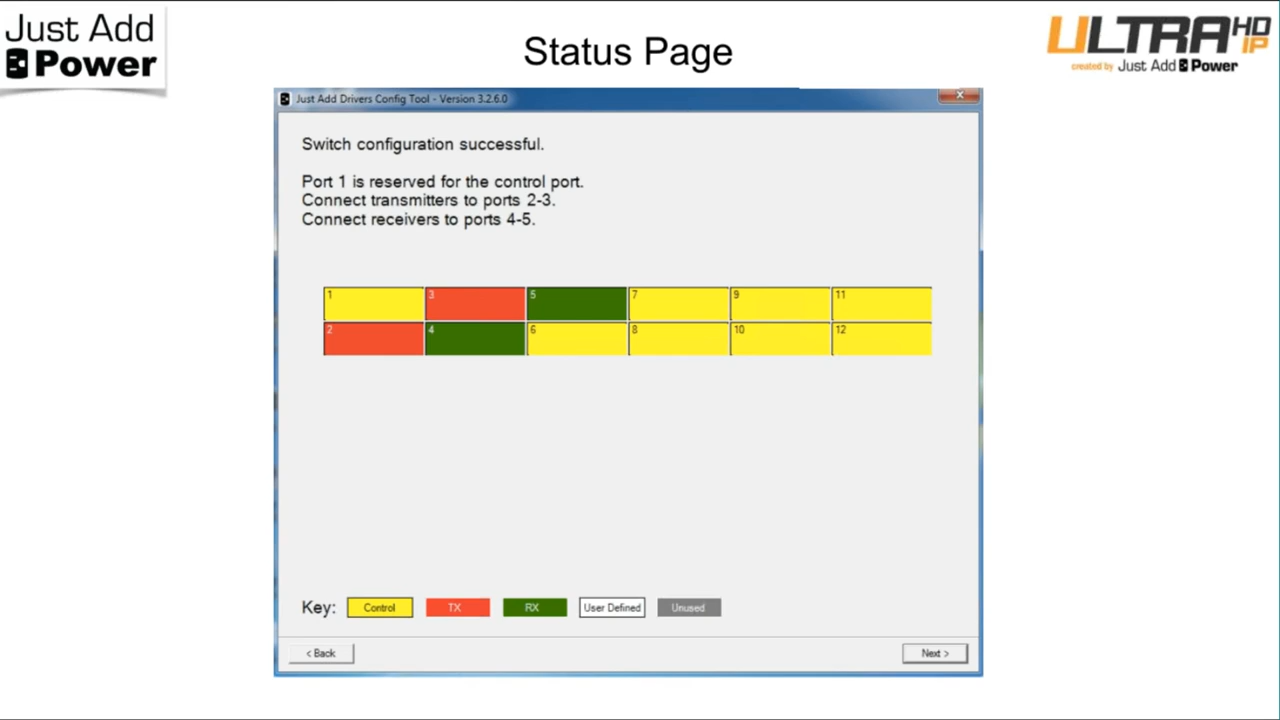 Just Add
Power
Status Page
ULTRA HD IP
created by Just Add Power
Just Add Drivers Config Tool - Version 3.2.6.0
Switch configuration successful.
Port 1 is reserved for the control port.
Connect transmitters to ports 2-3.
Connect receivers to ports 4-5.
1 3 5 7 9 11
2 4 6 8 10 12
Key: Control TX RX User Defined Unused
< Back Next >